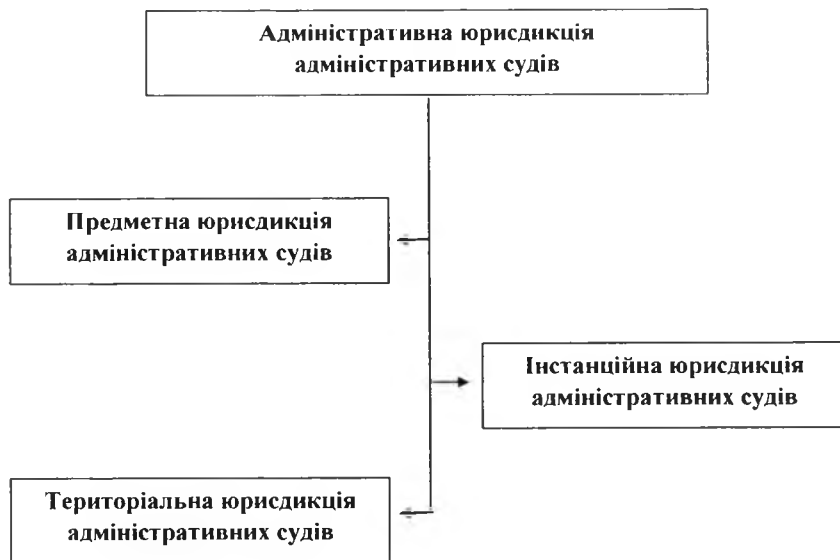 Адміністративна юрисдикція
адміністративних судів
Предметна юрисдикція
адміністративних судів
Інстанційна юрисдикція
адміністративних судів
Територіальна юрисдикція
адміністративних судів